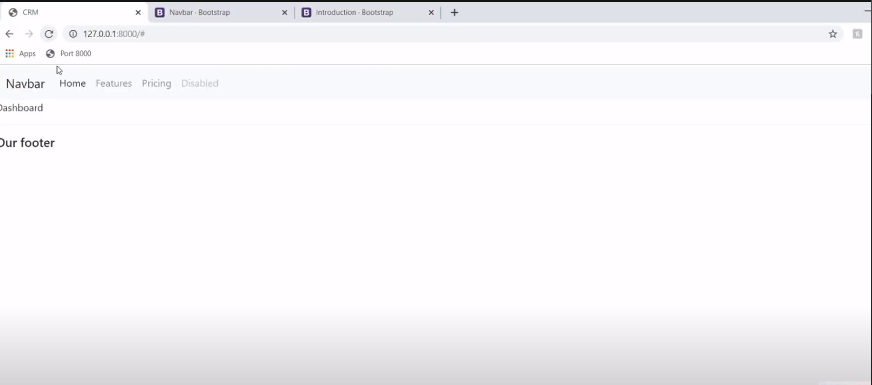 CRM Navbar · Bootstrap Introduction · Bootstrap
127.0.0.1:8000/#
Apps Port 8000
Navbar Home Features Pricing Disabled
Dashboard
Our footer